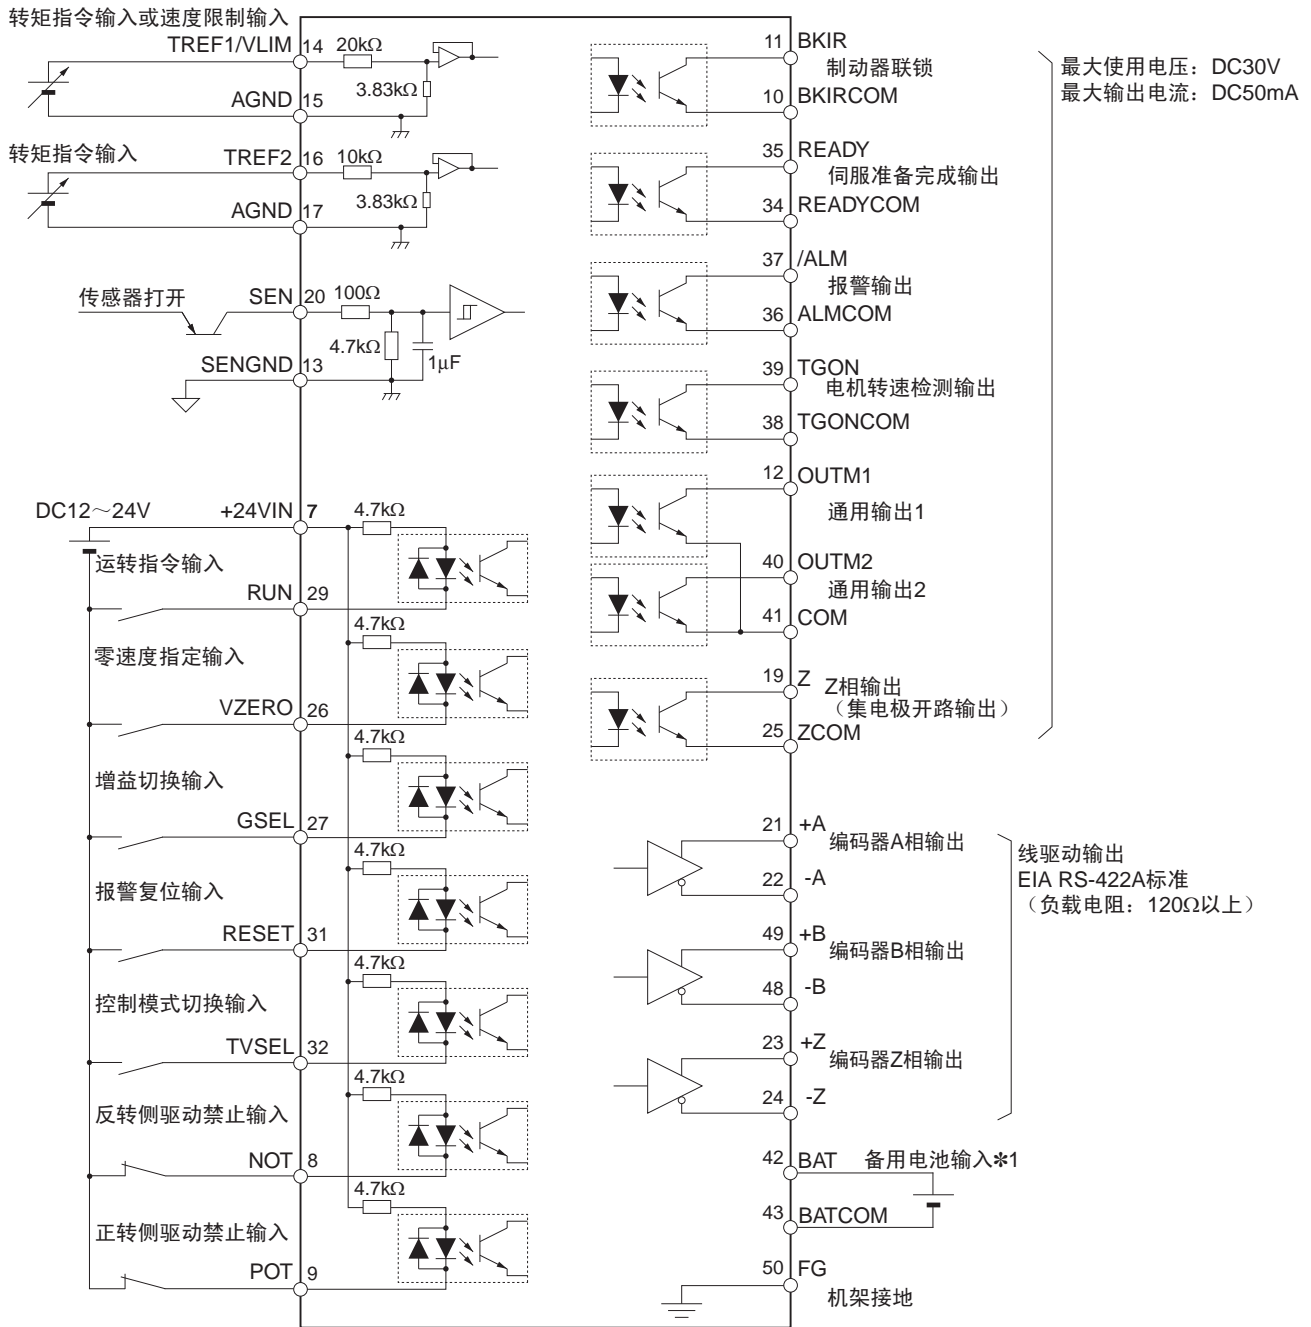 转矩指令输入或速度限制输入
TREF1/VLIM 14 20kΩ
3.83kΩ
AGND 15
转矩指令输入
TREF2 16 10kΩ
3.83kΩ
AGND 17
传感器打开 SEN 20 100Ω
4.7kΩ
1μF
SENGND 13
DC12～24V +24VIN 7 4.7kΩ
运转指令输入
RUN 29
4.7kΩ
零速度指定输入
VZERO 26
4.7kΩ
增益切换输入
GSEL 27
4.7kΩ
报警复位输入
RESET 31
4.7kΩ
控制模式切换输入
TVSEL 32
4.7kΩ
反转侧驱动禁止输入
NOT 8
4.7kΩ
正转侧驱动禁止输入
POT 9
11 BKIR
制动器联锁
10 BKIRCOM
35 READY
伺服准备完成输出
34 READYCOM
37 /ALM
报警输出
36 ALMCOM
39 TGON
电机转速检测输出
38 TGONCOM
12 OUTM1
通用输出1
40 OUTM2
通用输出2
41 COM
19 Z Z相输出
（集电极开路输出）
25 ZCOM
最大使用电压：DC30V
最大输出电流：DC50mA
21 +A
编码器A相输出
22 -A
49 +B
编码器B相输出
48 -B
23 +Z
编码器Z相输出
24 -Z
线驱动输出
EIA RS-422A标准
（负载电阻：120Ω以上）
42 BAT 备用电池输入✽1
43 BATCOM
50 FG
机架接地